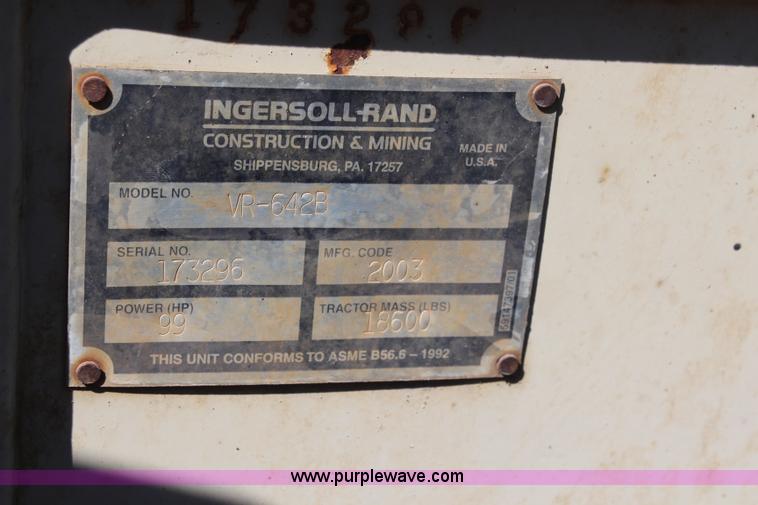 INGERSOLL-RAND
CONSTRUCTION & MINING
SHIPPENSBURG, PA. 17257
MADE IN
U.S.A.
MODEL NO. VR-642B
SERIAL NO.
173296
MFG. CODE
2003
POWER (HP)
99
TRACTOR MASS (LBS)
18600
THIS UNIT CONFORMS TO ASME B56.6 – 1992
www.purplewave.com